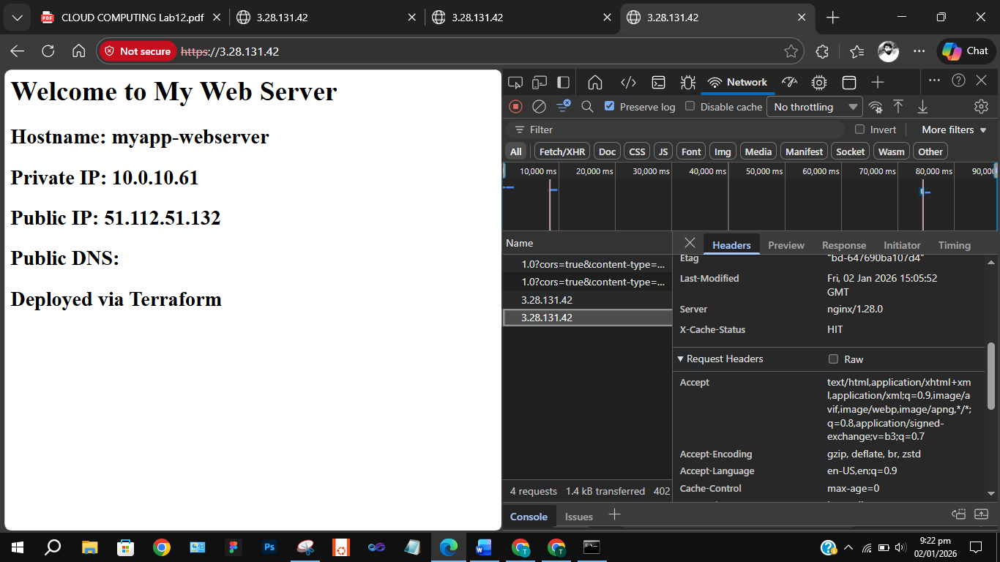 CLOUD COMPUTING Lab12.pdf
3.28.131.42
3.28.131.42
3.28.131.42
Not secure https://3.28.131.42
Chat
Welcome to My Web Server
Hostname: myapp-webserver
Private IP: 10.0.10.61
Public IP: 51.112.51.132
Public DNS:
Deployed via Terraform
Network
Preserve log Disable cache No throttling
Filter Invert More filters
All Fetch/XHR Doc CSS JS Font Img Media Manifest Socket Wasm Other
10,000 ms 20,000 ms 30,000 ms 40,000 ms 50,000 ms 60,000 ms 70,000 ms 80,000 ms
Name
1.0?cors=true&content-type=...
1.0?cors=true&content-type=...
3.28.131.42
3.28.131.42
4 requests 1.4 kB transferred 402
Headers Preview Response Initiator Timing
Etag "bd-647690ba107d4"
Last-Modified Fri, 02 Jan 2026 15:05:52
GMT
Server nginx/1.28.0
X-Cache-Status HIT
Request Headers Raw
Accept text/html,application/xhtml+xm
l,application/xml;q=0.9,image/a
vif,image/webp,image/apng,*/*;
q=0.8,application/signed-
exchange;v=b3;q=0.7
Accept-Encoding gzip, deflate, br, zstd
Accept-Language en-US,en;q=0.9
Cache-Control max-age=0
Console Issues
9:22 pm
02/01/2026